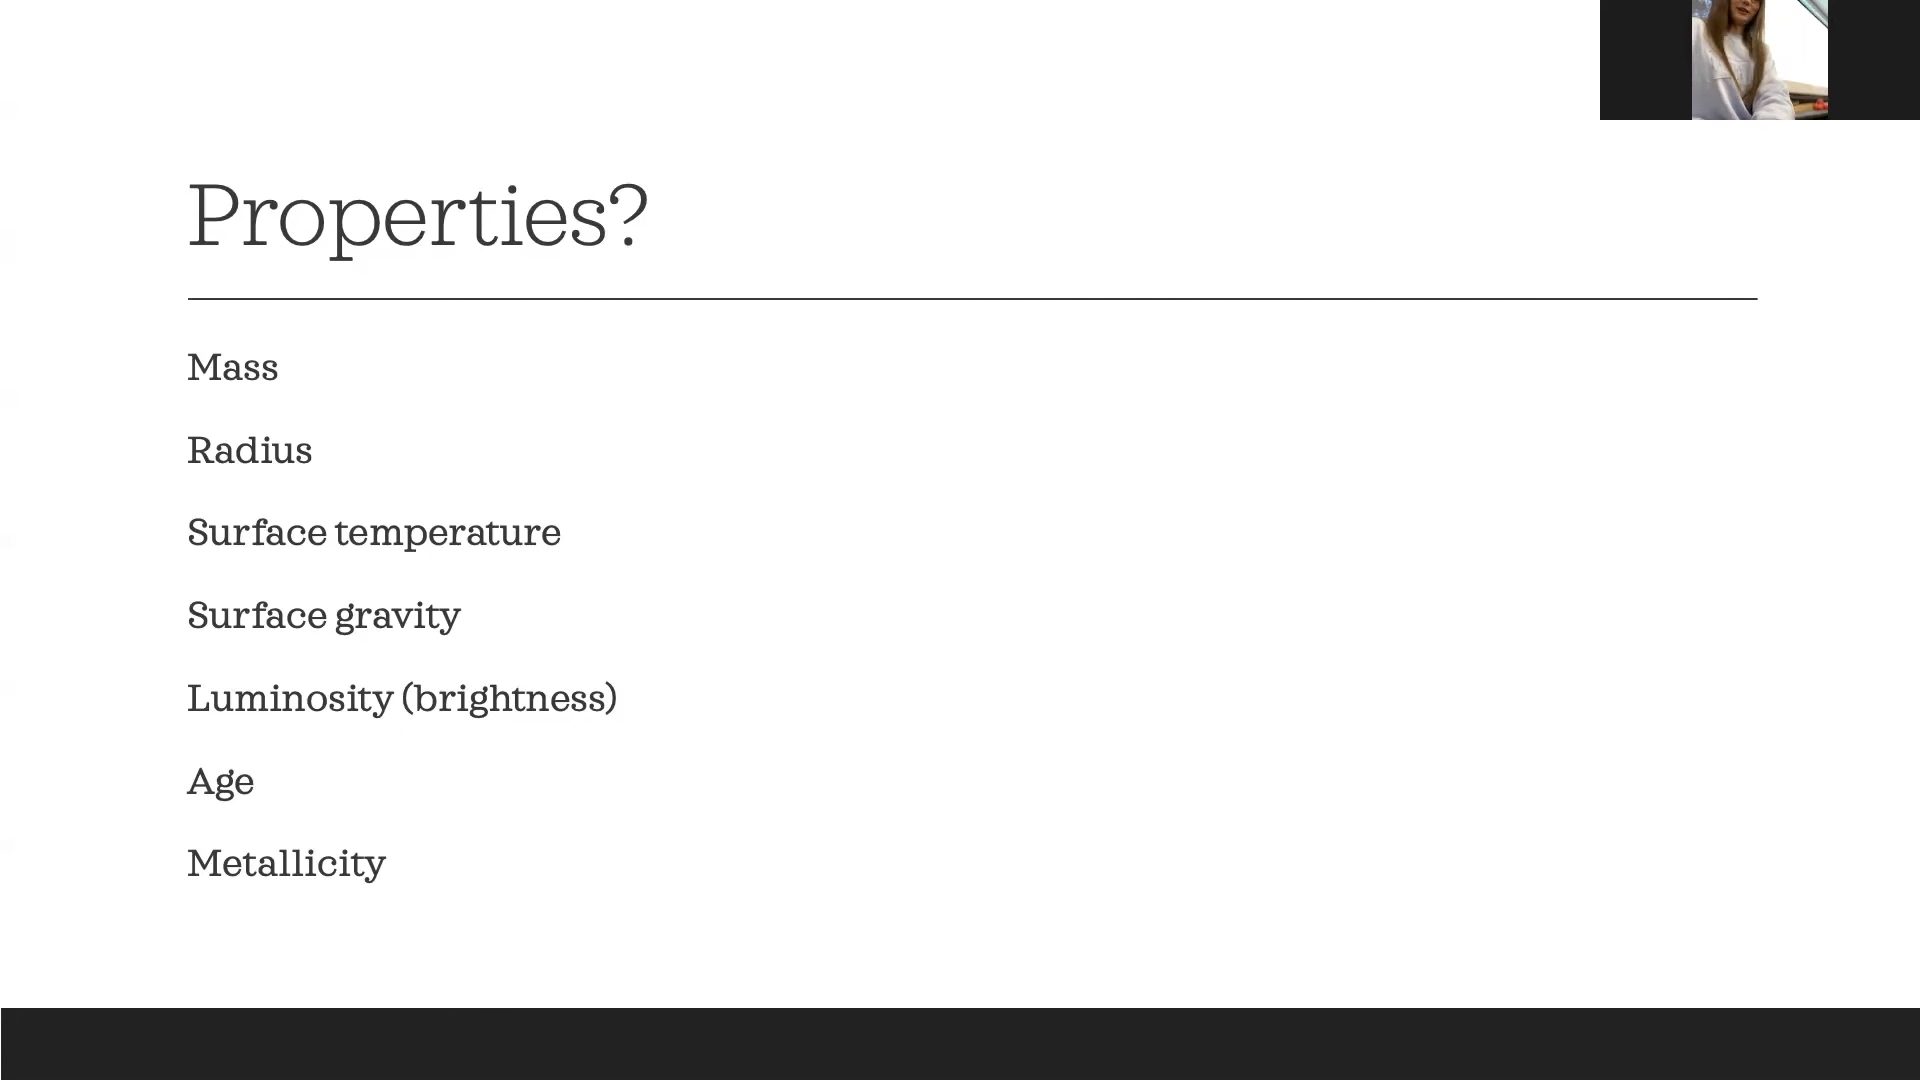 Properties?
Mass
Radius
Surface temperature
Surface gravity
Luminosity (brightness)
Age
Metallicity